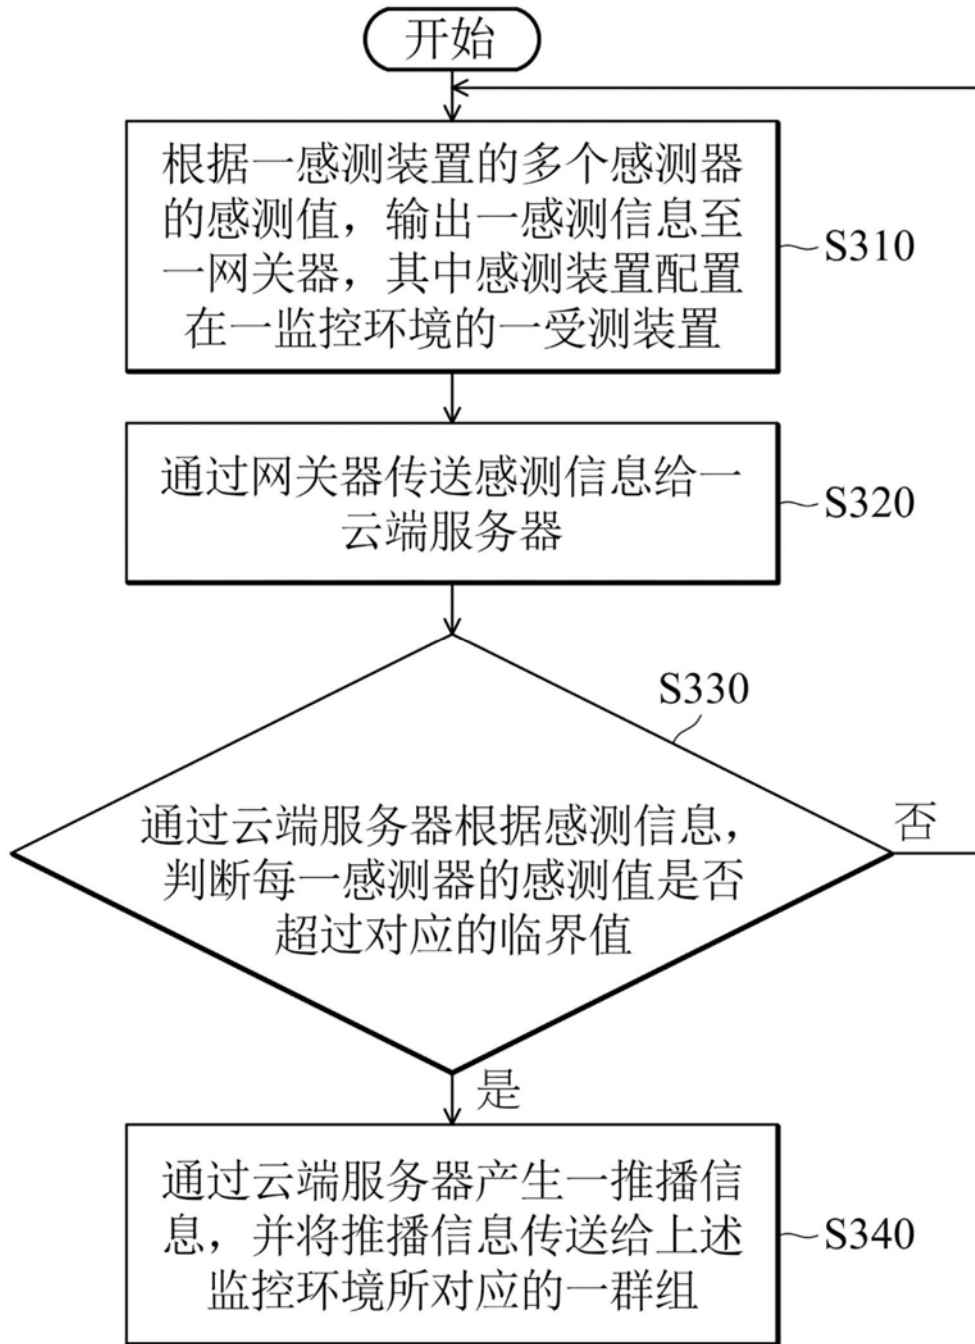 开始
根据一感测装置的多个感测器
的感测值，输出一感测信息至
一网关器，其中感测装置配置
在一监控环境的一受测装置
S310
通过网关器传送感测信息给一
云端服务器
S320
S330
通过云端服务器根据感测信息，
判断每一感测器的感测值是否
超过对应的临界值
否
是
通过云端服务器产生一推播信
息，并将推播信息传送给上述
监控环境所对应的一群组
S340